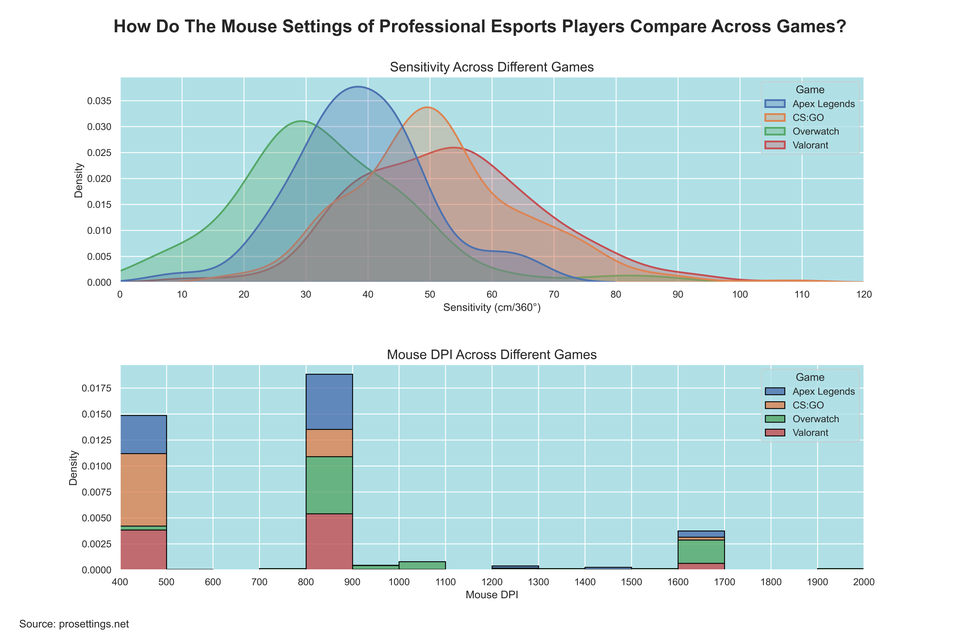 How Do The Mouse Settings of Professional Esports Players Compare Across Games?
Sensitivity Across Different Games
Density
0.035
0.030
0.025
0.020
0.015
0.010
0.005
0.000
Game
Apex Legends
CS:GO
Overwatch
Valorant
0 10 20 30 40 50 60 70 80 90 100 110 120
Sensitivity (cm/360°)
Mouse DPI Across Different Games
Density
0.0175
0.0150
0.0125
0.0100
0.0075
0.0050
0.0025
0.0000
Game
Apex Legends
CS:GO
Overwatch
Valorant
400 500 600 700 800 900 1000 1100 1200 1300 1400 1500 1600 1700 1800 1900 2000
Mouse DPI
Source: prosettings.net